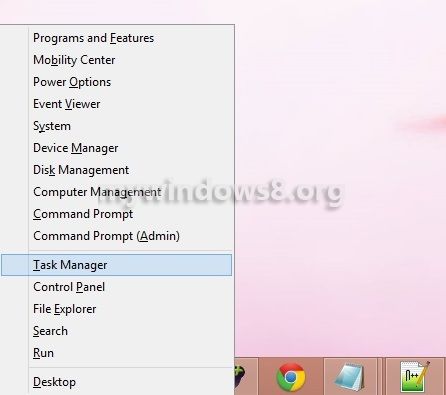 Programs and Features
Mobility Center
Power Options
Event Viewer
System
Device Manager
Disk Management
Computer Management
mywindows8.org
Command Prompt
Command Prompt (Admin)
Task Manager
Control Panel
File Explorer
Search
Run
Desktop